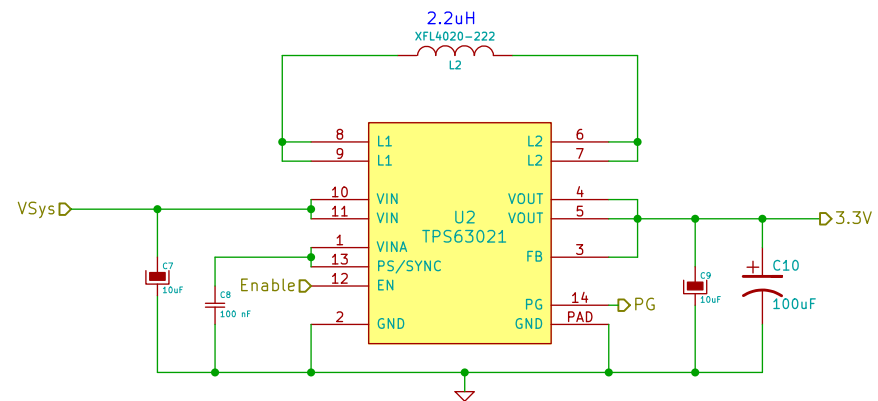 2.2uH
XFL4020-222
L2
8 L1 L2 6
9 L1 L2 7
VSys
10 VIN VOUT 4
11 VIN VOUT 5
3.3V
U2
TPS63021
1 VINA
FB 3
13 PS/SYNC
Enable 12 EN
PG 14 PG
2 GND GND PAD
C7
10uF
C8
100 nF
C9
10uF
C10
100uF